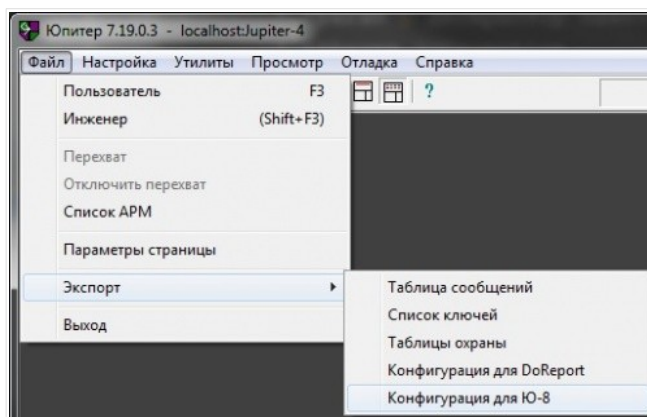 Юпитер 7.19.0.3 - localhost:Jupiter-4
Файл Настройка Утилиты Просмотр Отладка Справка
Пользователь F3
Инженер (Shift+F3)
?
Перехват
Отключить перехват
Список АРМ
Параметры страницы
Экспорт
Выход
Таблица сообщений
Список ключей
Таблицы охраны
Конфигурация для DoReport
Конфигурация для Ю-8